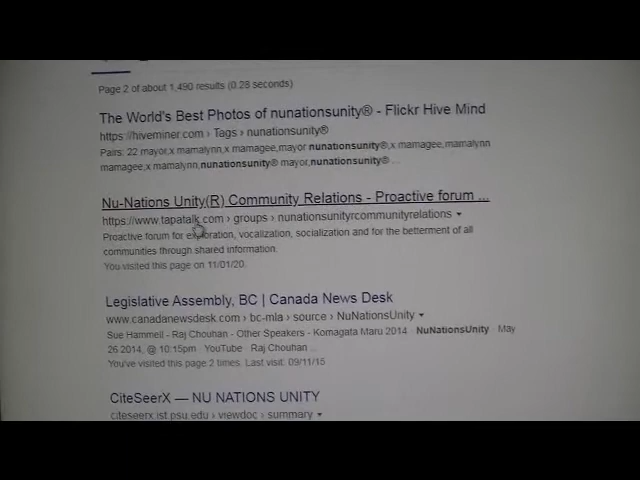 Page 2 of about 1,490 results (0.28 seconds)
The World's Best Photos of nunationsunity® - Flickr Hive Mind
https://hiveminer.com › Tags › nunationsunity®
Pairs: 22 mayor,x mamalynn,x mamagee,mayor nunationsunity®,x mamagee,mamalynn
mamagee,x mamalynn,nunationsunity® mayor,nunationsunity® ...
Nu-Nations Unity(R) Community Relations - Proactive forum ...
https://www.tapatalk.com › groups › nunationsunityrcommunityrelations
Proactive forum for exploration, vocalization, socialization and for the betterment of all
communities through shared information.
You visited this page on 11/01/20.
Legislative Assembly, BC | Canada News Desk
www.canadanewsdesk.com › bc-mla › source › NuNationsUnity
Sue Hammell - Raj Chouhan - Other Speakers - Komagata Maru 2014 · NuNationsUnity · May
26 2014, @ 10:15pm · YouTube · Raj Chouhan ...
You've visited this page 2 times. Last visit: 09/11/15
CiteSeerX — NU NATIONS UNITY
citeseerx.ist.psu.edu › viewdoc › summary